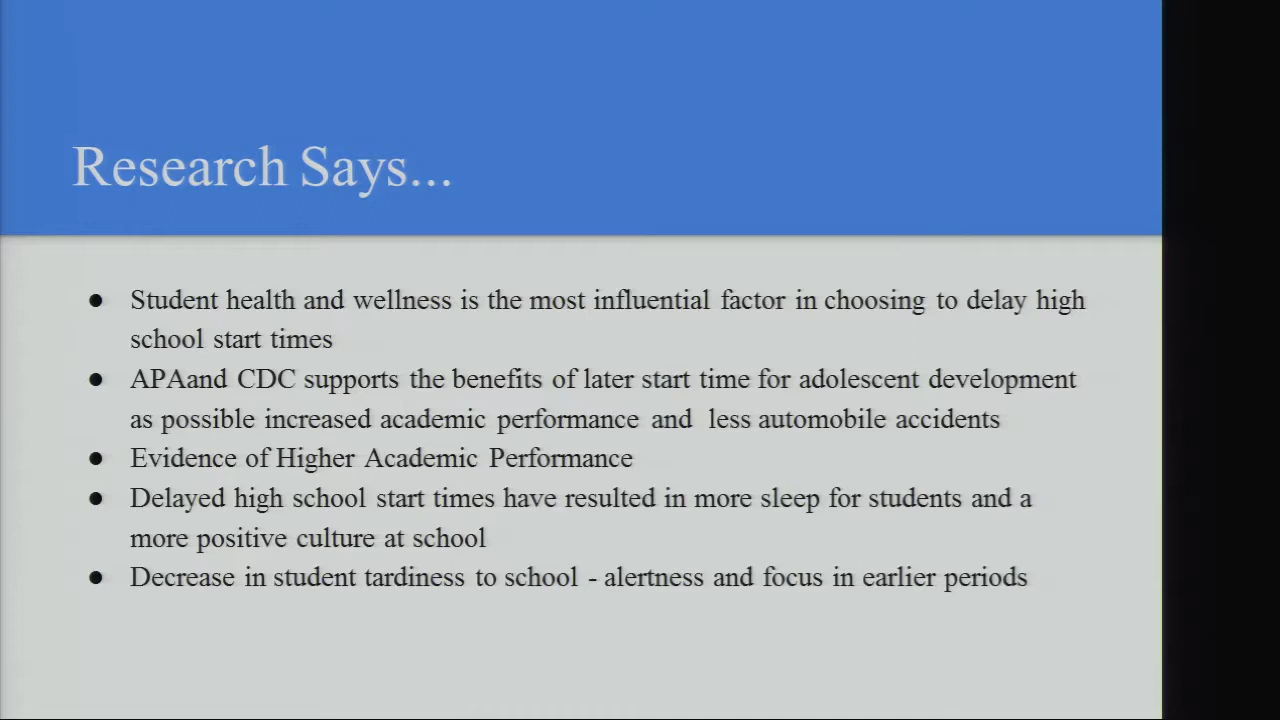 Research Says...
● Student health and wellness is the most influential factor in choosing to delay high
school start times
● APAand CDC supports the benefits of later start time for adolescent development
as possible increased academic performance and less automobile accidents
● Evidence of Higher Academic Performance
● Delayed high school start times have resulted in more sleep for students and a
more positive culture at school
● Decrease in student tardiness to school - alertness and focus in earlier periods